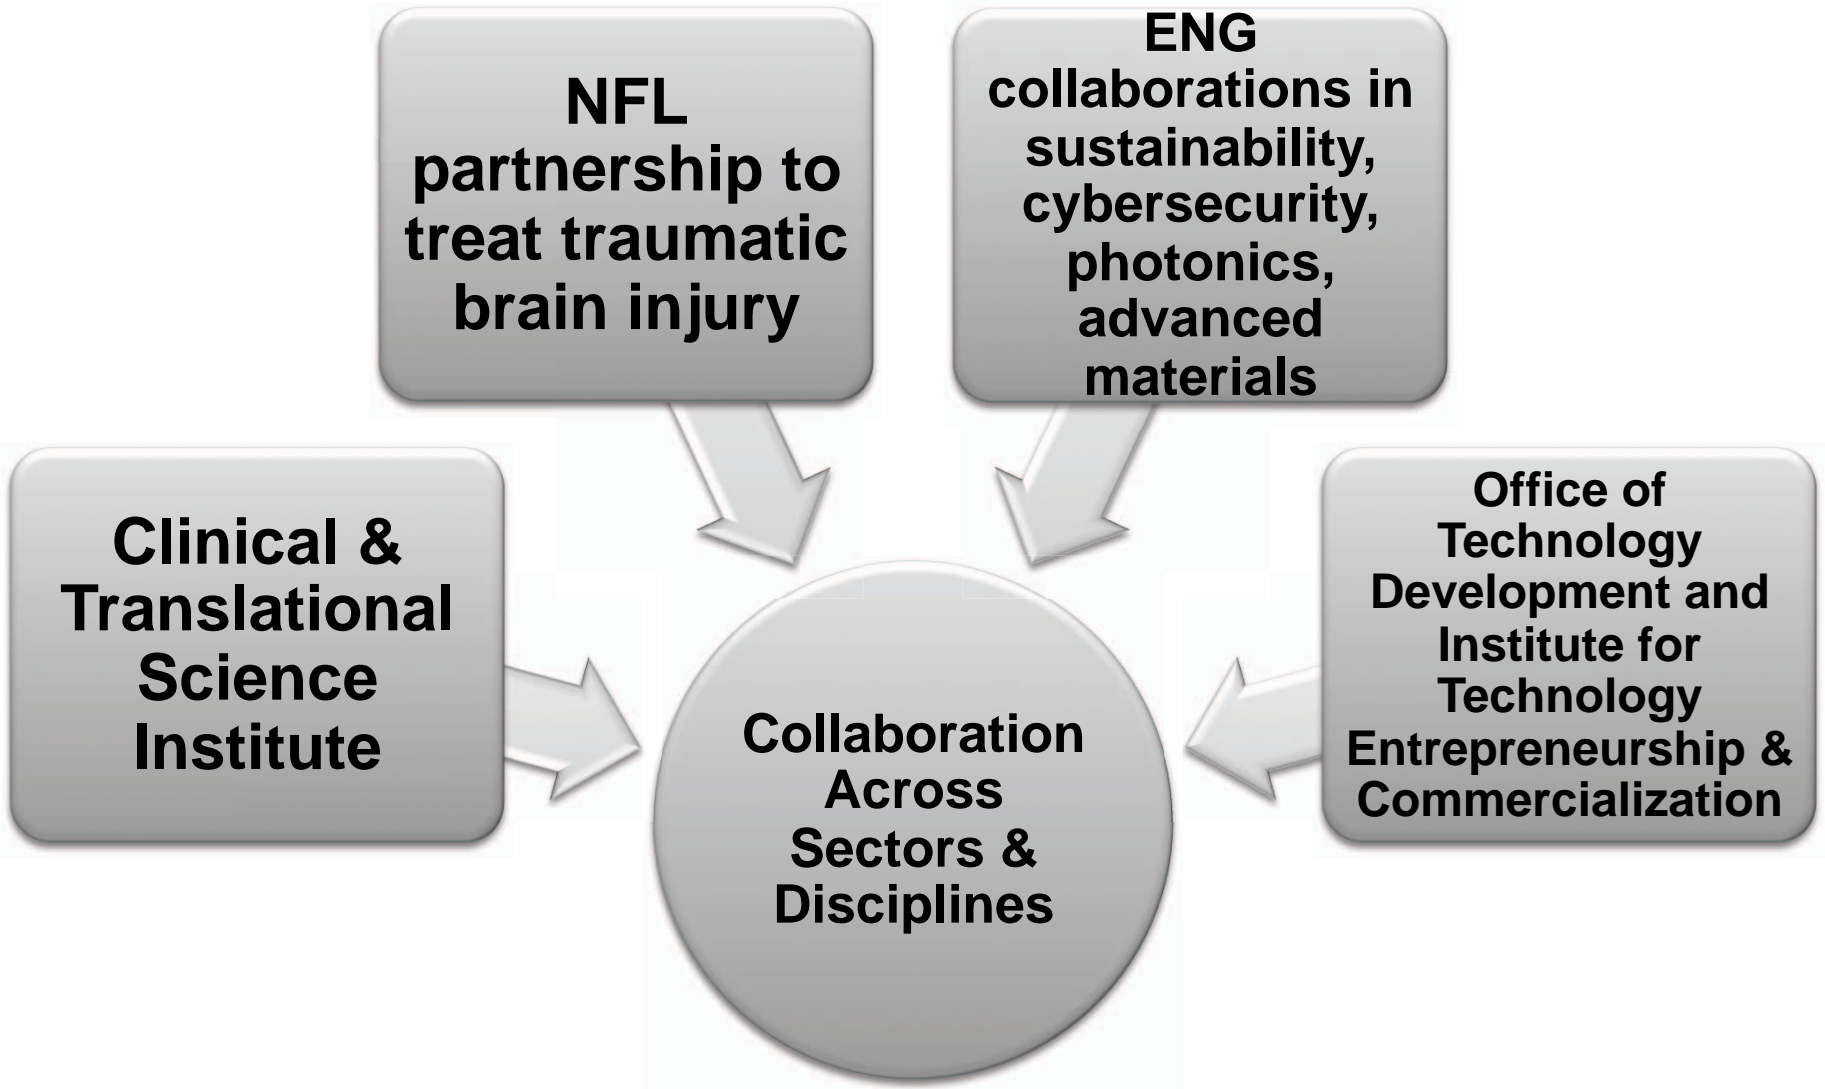 NFL
partnership to
treat traumatic
brain injury
ENG
collaborations in
sustainability,
cybersecurity,
photonics,
advanced
materials
Clinical &
Translational
Science
Institute
Office of
Technology
Development and
Institute for
Technology
Entrepreneurship &
Commercialization
Collaboration
Across
Sectors &
Disciplines